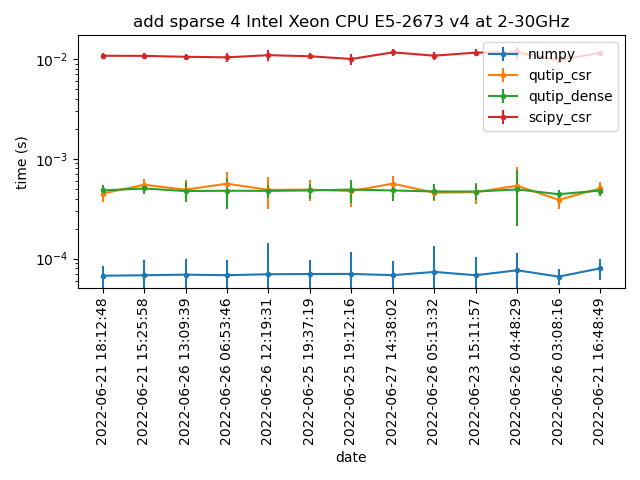 add sparse 4 Intel Xeon CPU E5-2673 v4 at 2-30GHz
numpy
qutip_csr
qutip_dense
scipy_csr
time (s)
10⁻²
10⁻³
10⁻⁴
2022-06-21 18:12:48
2022-06-21 15:25:58
2022-06-26 13:09:39
2022-06-26 06:53:46
2022-06-26 12:19:31
2022-06-25 19:37:19
2022-06-25 19:12:16
2022-06-27 14:38:02
2022-06-26 05:13:32
2022-06-23 15:11:57
2022-06-26 04:48:29
2022-06-26 03:08:16
2022-06-21 16:48:49
date